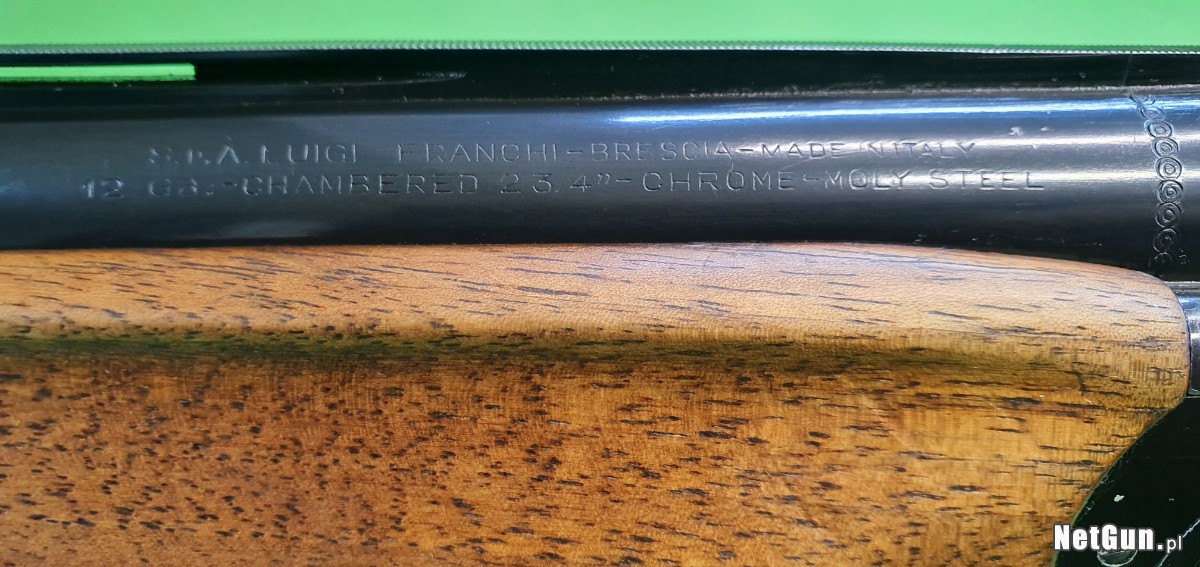 S.P.A. LUIGI FRANCHI-BRESCIA-MADE IN ITALY
12 GA.-CHAMBERED 2 3.4"-CHROME-MOLY STEEL
NetGun.pl